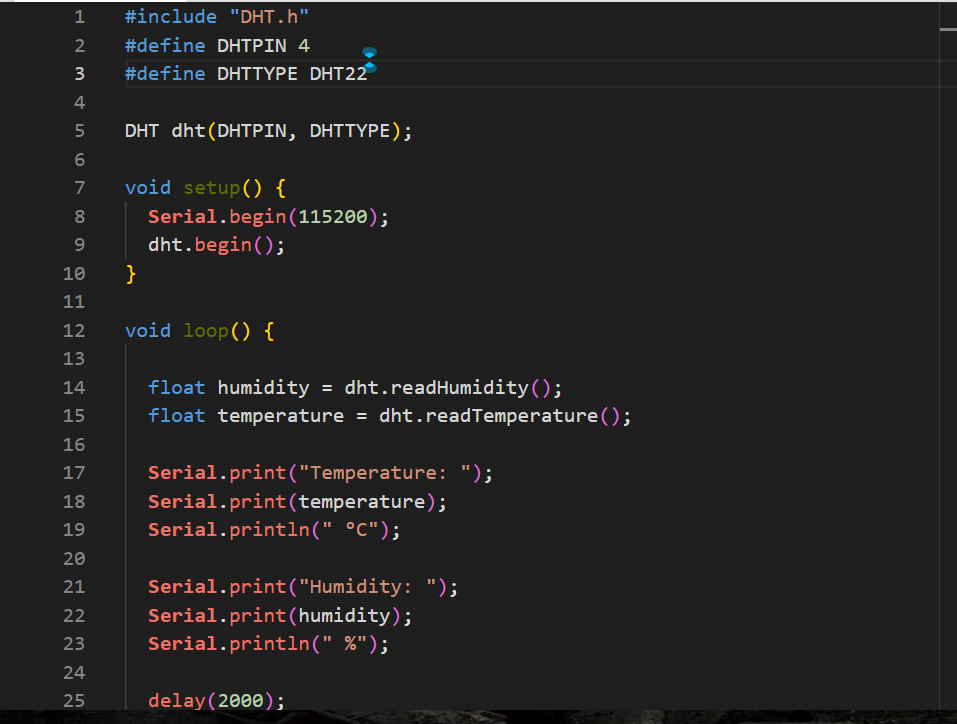 1 #include "DHT.h"
2 #define DHTPIN 4
3 #define DHTTYPE DHT22
4
5 DHT dht(DHTPIN, DHTTYPE);
6
7 void setup() {
8 Serial.begin(115200);
9 dht.begin();
10 }
11
12 void loop() {
13
14 float humidity = dht.readHumidity();
15 float temperature = dht.readTemperature();
16
17 Serial.print("Temperature: ");
18 Serial.print(temperature);
19 Serial.println(" °C");
20
21 Serial.print("Humidity: ");
22 Serial.print(humidity);
23 Serial.println(" %");
24
25 delay(2000);